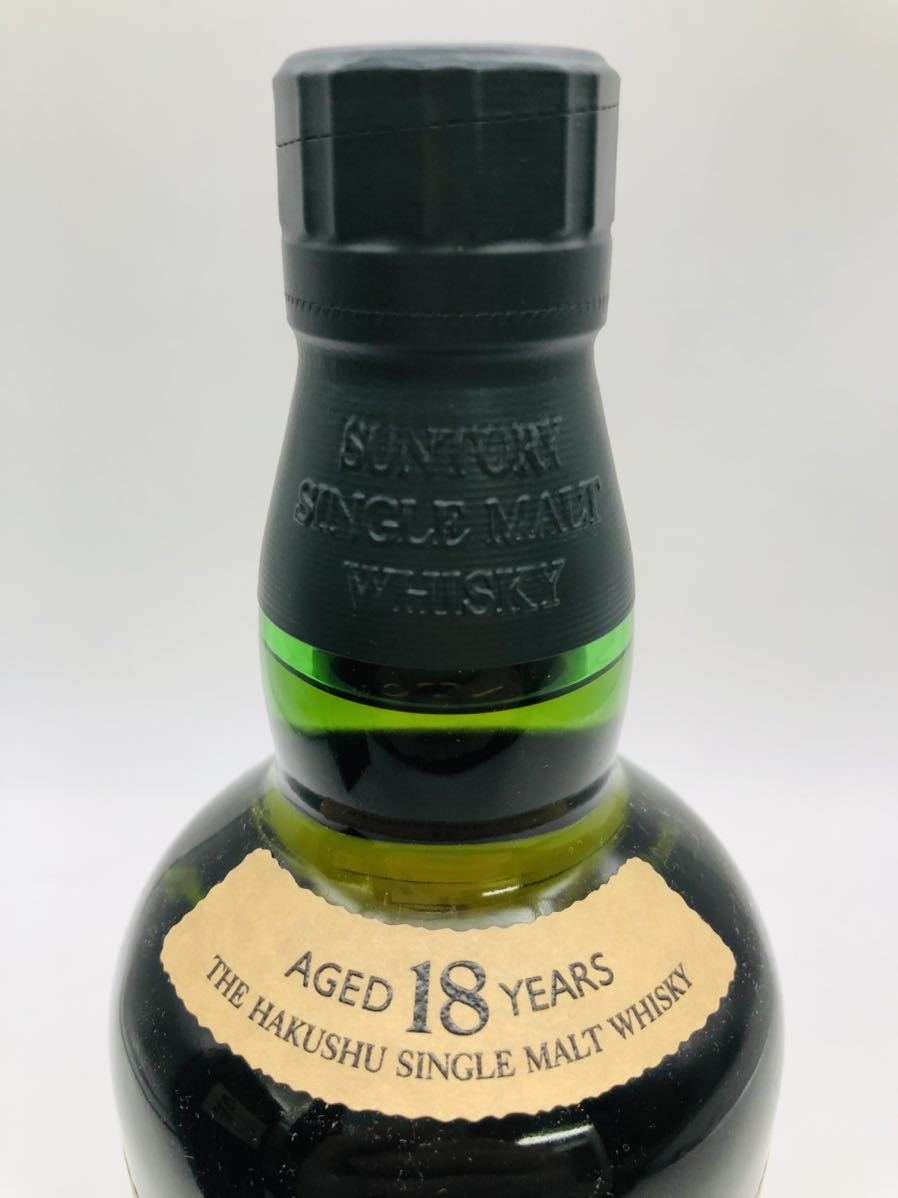 SUNTORY
SINGLE MALT
WHISKY
AGED 18 YEARS
THE HAKUSHU SINGLE MALT WHISKY